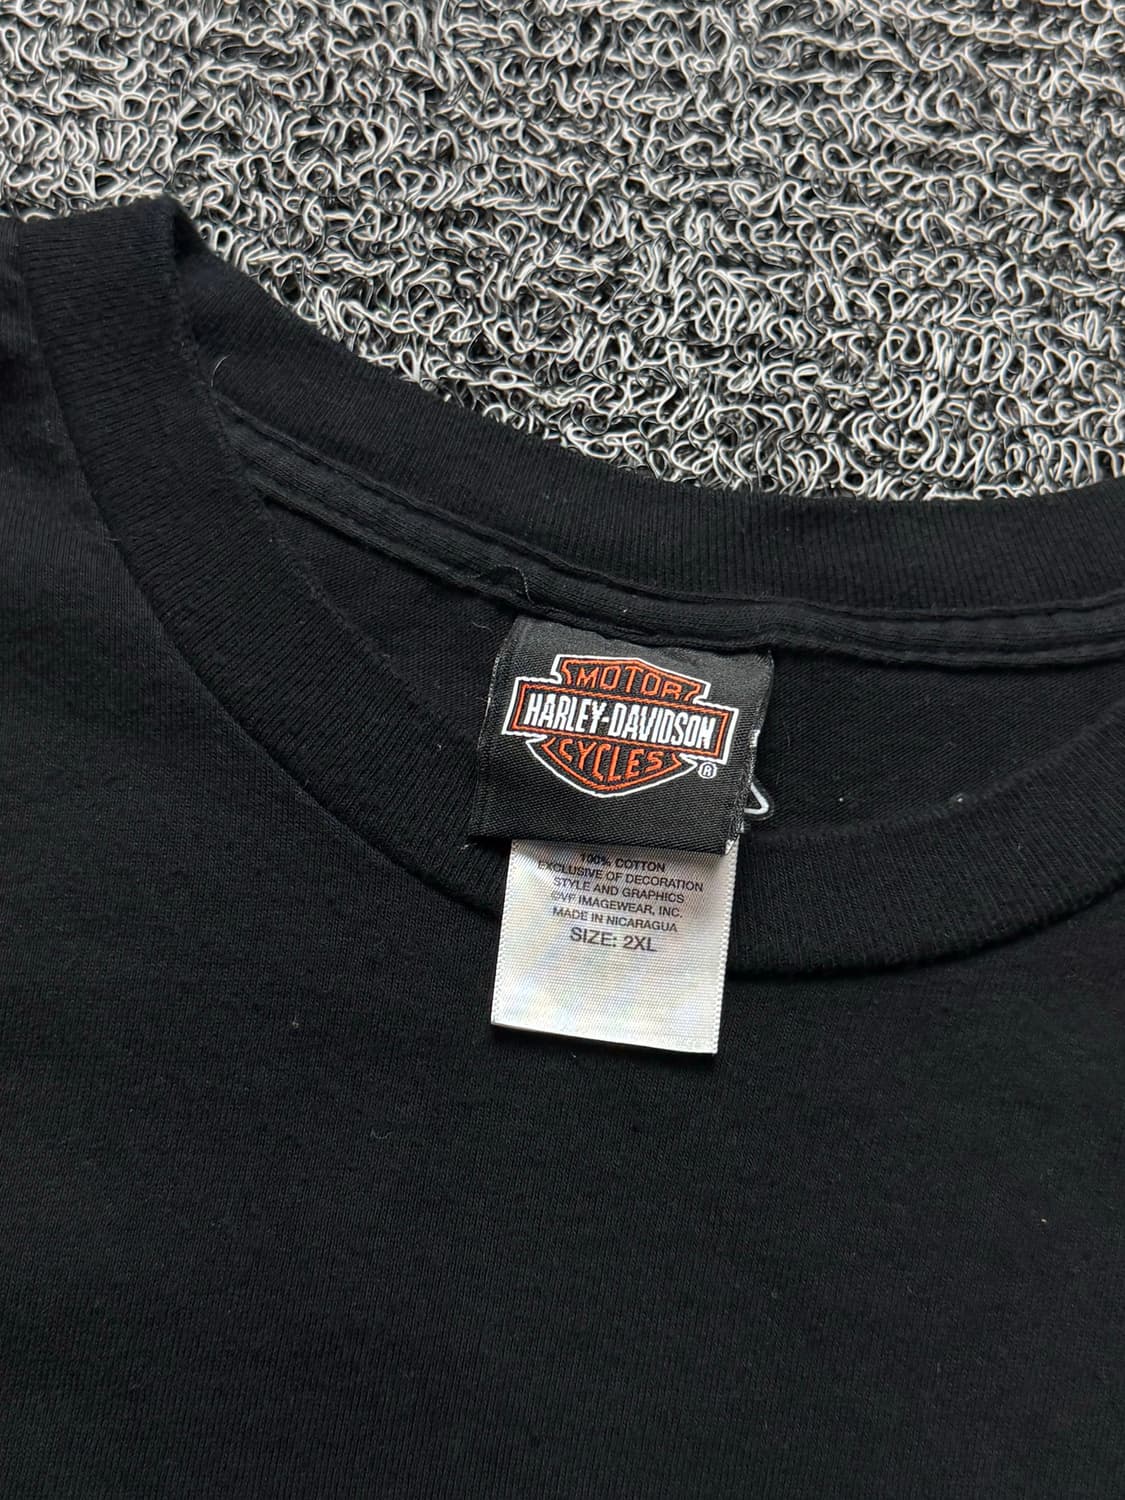 MOTOR
HARLEY-DAVIDSON
CYCLES
®
100% COTTON
EXCLUSIVE OF DECORATION
STYLE AND GRAPHICS
©VF IMAGEWEAR, INC.
MADE IN NICARAGUA
SIZE: 2XL